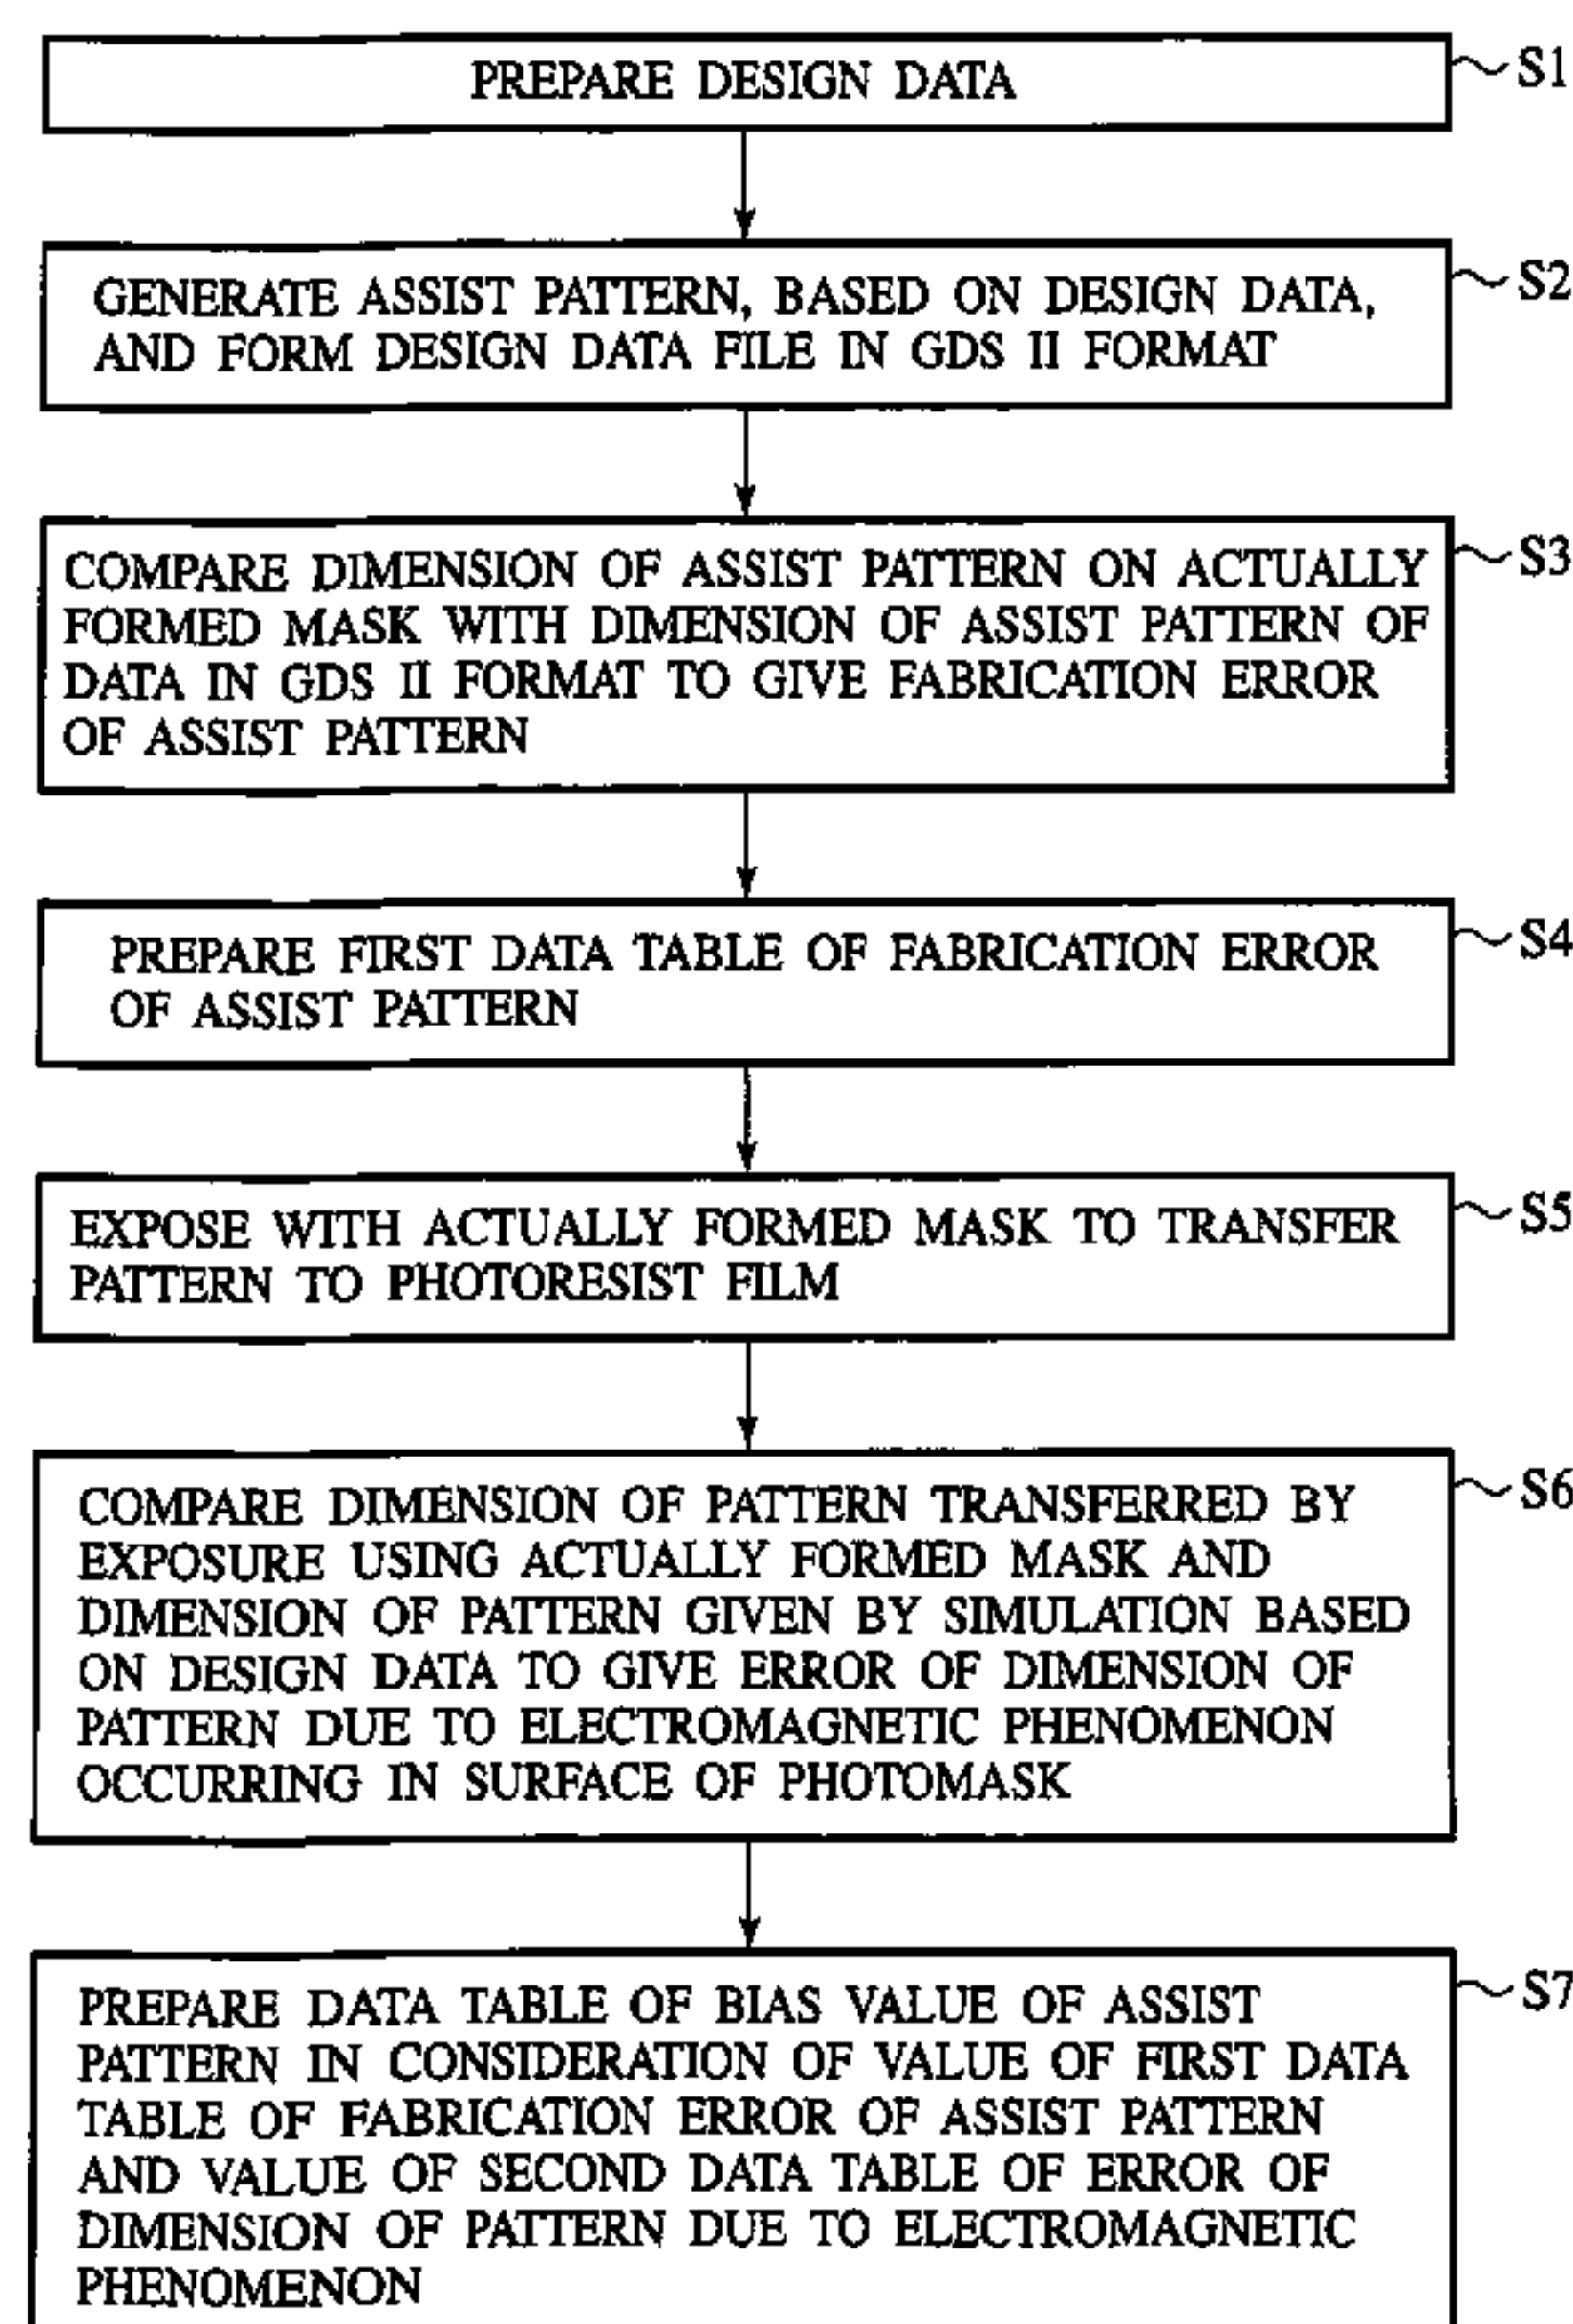 PREPARE DESIGN DATA
S1
GENERATE ASSIST PATTERN, BASED ON DESIGN DATA,
AND FORM DESIGN DATA FILE IN GDS II FORMAT
S2
COMPARE DIMENSION OF ASSIST PATTERN ON ACTUALLY
FORMED MASK WITH DIMENSION OF ASSIST PATTERN OF
DATA IN GDS II FORMAT TO GIVE FABRICATION ERROR
OF ASSIST PATTERN
S3
PREPARE FIRST DATA TABLE OF FABRICATION ERROR
OF ASSIST PATTERN
S4
EXPOSE WITH ACTUALLY FORMED MASK TO TRANSFER
PATTERN TO PHOTORESIST FILM
S5
COMPARE DIMENSION OF PATTERN TRANSFERRED BY
EXPOSURE USING ACTUALLY FORMED MASK AND
DIMENSION OF PATTERN GIVEN BY SIMULATION BASED
ON DESIGN DATA TO GIVE ERROR OF DIMENSION OF
PATTERN DUE TO ELECTROMAGNETIC PHENOMENON
OCCURRING IN SURFACE OF PHOTOMASK
S6
PREPARE DATA TABLE OF BIAS VALUE OF ASSIST
PATTERN IN CONSIDERATION OF VALUE OF FIRST DATA
TABLE OF FABRICATION ERROR OF ASSIST PATTERN
AND VALUE OF SECOND DATA TABLE OF ERROR OF
DIMENSION OF PATTERN DUE TO ELECTROMAGNETIC
PHENOMENON
S7